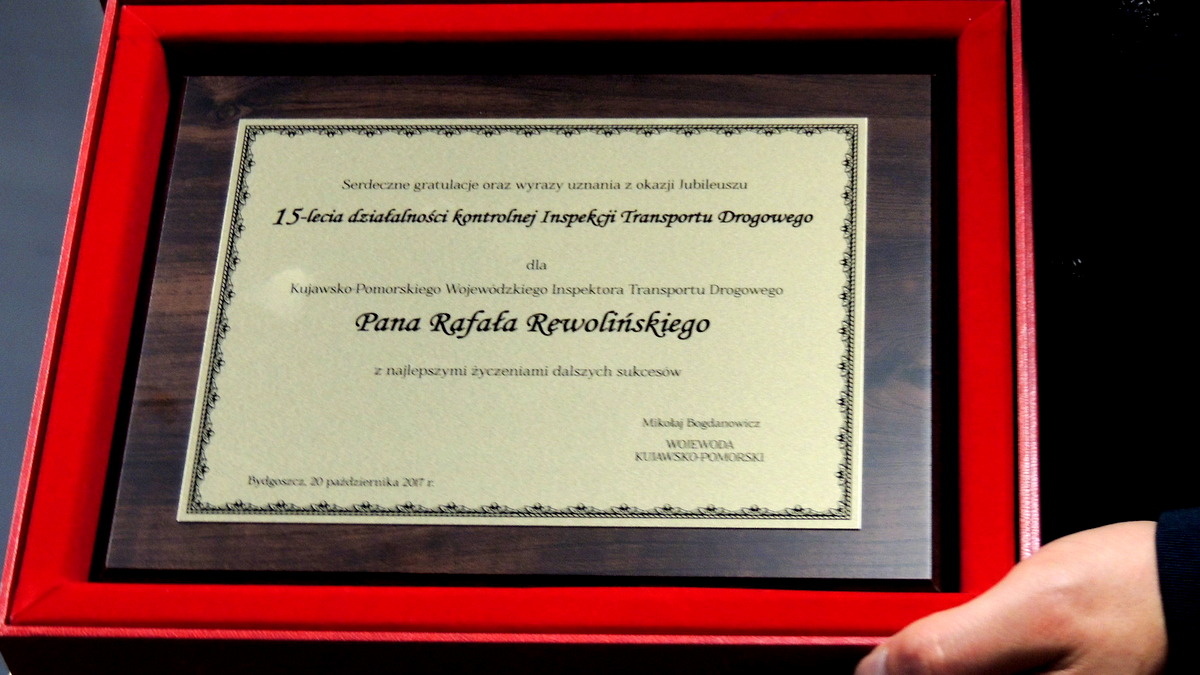 Serdeczne gratulacje oraz wyrazy uznania z okazji Jubileuszu
15-lecia działalności kontrolnej Inspekcji Transportu Drogowego
dla
Kujawsko-Pomorskiego Wojewódzkiego Inspektora Transportu Drogowego
Pana Rafała Rewolińskiego
z najlepszymi życzeniami dalszych sukcesów
Mikołaj Bogdanowicz
WOJEWODA
KUJAWSKO-POMORSKI
Bydgoszcz, 20 października 2017 r.